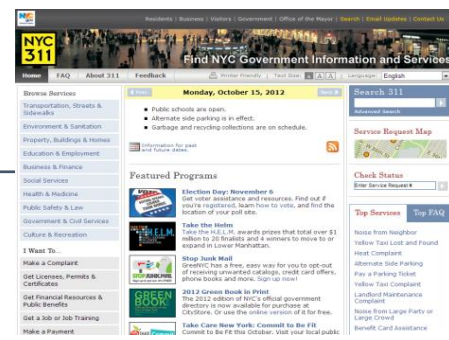 NYC
Residents | Business | Visitors | Government | Office of the Mayor | Search | Email Updates | Contact Us
NYC
311
Find NYC Government Information and Services
Home FAQ About 311 Feedback Printer Friendly | Text Size: A A A | Language: English
Browse Services
Transportation, Streets &
Sidewalks
Environment & Sanitation
Property, Buildings & Homes
Education & Employment
Business & Finance
Social Services
Health & Medicine
Public Safety & Law
Government & Civil Services
Culture & Recreation
I Want To...
Make a Complaint
Get Licenses, Permits &
Certificates
Get Financial Resources &
Public Benefits
Get a Job or Job Training
Make a Payment
Prev Monday, October 15, 2012 Next
Public schools are open.
Alternate side parking is in effect.
Garbage and recycling collections are on schedule.
Information for past
and future dates.
Featured Programs
Election Day: November 6
Get voter assistance and resources. Find out if
you're registered, learn how to vote, and find the
location of your poll site.
H.E.L.M.
Take the Helm
Take the H.E.L.M. awards prizes that total over $1
million to 20 finalists and 4 winners to move to or
expand in Lower Manhattan.
STOPJUNKMAIL
Stop Junk Mail
GreeNYC has a free, easy way for you to opt-out
of receiving unwanted catalogs, credit card offers,
phone books and more. Sign up now!
GREEN
BOOK
2012 Green Book in Print
The 2012 edition of NYC's official government
directory is now available for purchase at
CityStore. Or use the online version of it for free.
Take Care New York: Commit to Be Fit
Commit to Be Fit this October. Visit your local public
Search 311
Advanced Search
Service Request Map
Check Status
Enter Service Request #
Top Services Top FAQ
Noise from Neighbor
Yellow Taxi Lost and Found
Heat Complaint
Alternate Side Parking
Pay a Parking Ticket
Yellow Taxi Complaint
Landlord Maintenance
Complaint
Noise from Large Party or
Large Crowd
Benefit Card Assistance